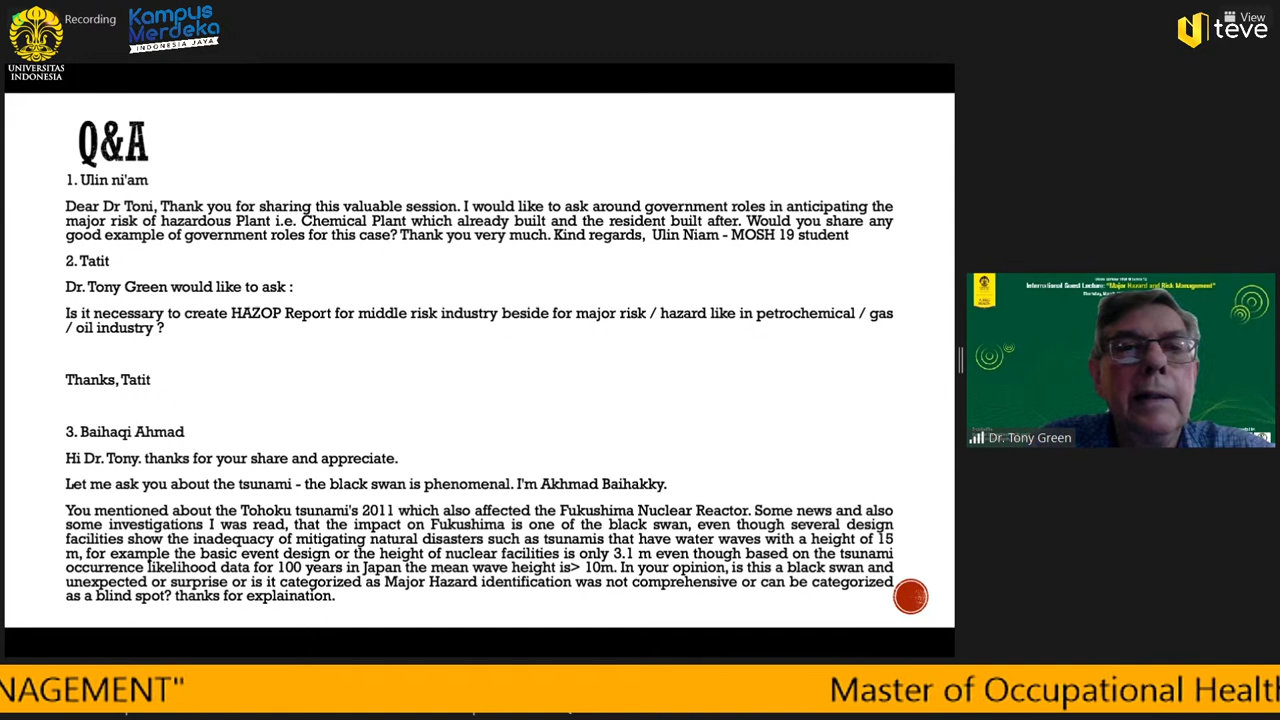 Recording
Kampus
Merdeka
INDONESIA JAYA
UNIVERSITAS
INDONESIA
View
teve
Q&A
1. Ulin ni'am
Dear Dr Toni, Thank you for sharing this valuable session. I would like to ask around government roles in anticipating the
major risk of hazardous Plant i.e. Chemical Plant which already built and the resident built after. Would you share any
good example of government roles for this case? Thank you very much. Kind regards, Ulin Niam - MOSH 19 student
2. Tatit
Dr. Tony Green would like to ask :
Is it necessary to create HAZOP Report for middle risk industry beside for major risk / hazard like in petrochemical / gas
/ oil industry ?
Thanks, Tatit
3. Baihaqi Ahmad
Hi Dr. Tony. thanks for your share and appreciate.
Let me ask you about the tsunami - the black swan is phenomenal. I'm Akhmad Baihakky.
You mentioned about the Tohoku tsunami's 2011 which also affected the Fukushima Nuclear Reactor. Some news and also
some investigations I was read, that the impact on Fukushima is one of the black swan, even though several design
facilities show the inadequacy of mitigating natural disasters such as tsunamis that have water waves with a height of 15
m, for example the basic event design or the height of nuclear facilities is only 3.1 m even though based on the tsunami
occurrence likelihood data for 100 years in Japan the mean wave height is> 10m. In your opinion, is this a black swan and
unexpected or surprise or is it categorized as Major Hazard identification was not comprehensive or can be categorized
as a blind spot? thanks for explaination.
International Guest Lecture: "Major Hazard and Risk Management"
Dr. Tony Green
NAGEMENT"
Master of Occupational Healt